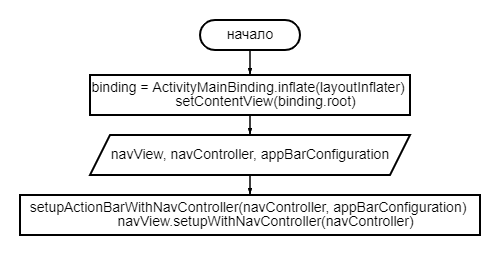 начало
binding = ActivityMainBinding.inflate(layoutInflater)
setContentView(binding.root)
navView, navController, appBarConfiguration
setupActionBarWithNavController(navController, appBarConfiguration)
navView.setupWithNavController(navController)